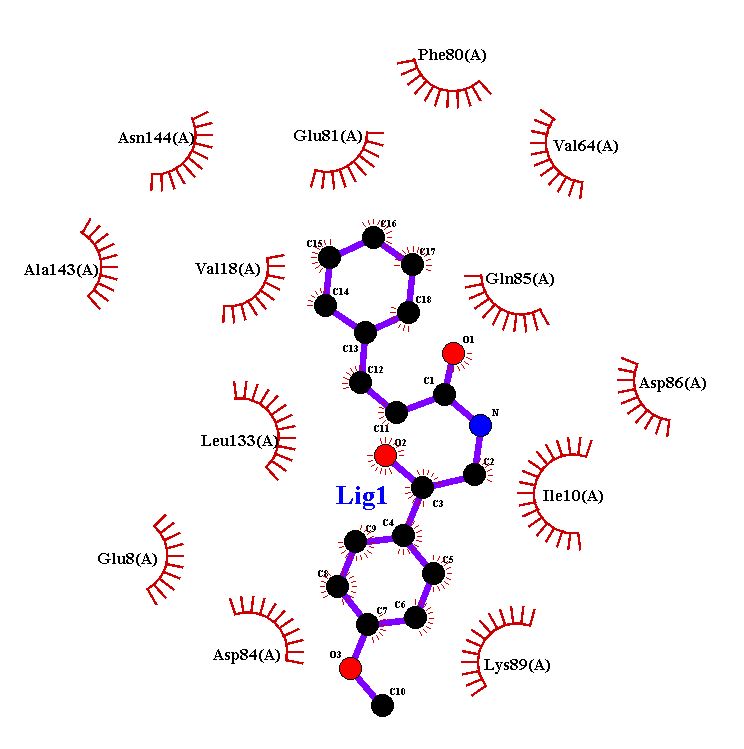 Phe80(A)
Asn144(A)
Glu81(A)
Val64(A)
C16
C15
C17
Ala143(A)
Val18(A)
Gln85(A)
C14
C18
O1
C13
C12
Asp86(A)
C1
N
C11
Leu133(A)
O2
C2
Lig1
C3
Ile10(A)
C4
C9
Glu8(A)
C5
C8
C7
C6
Asp84(A)
O3
Lys89(A)
C10